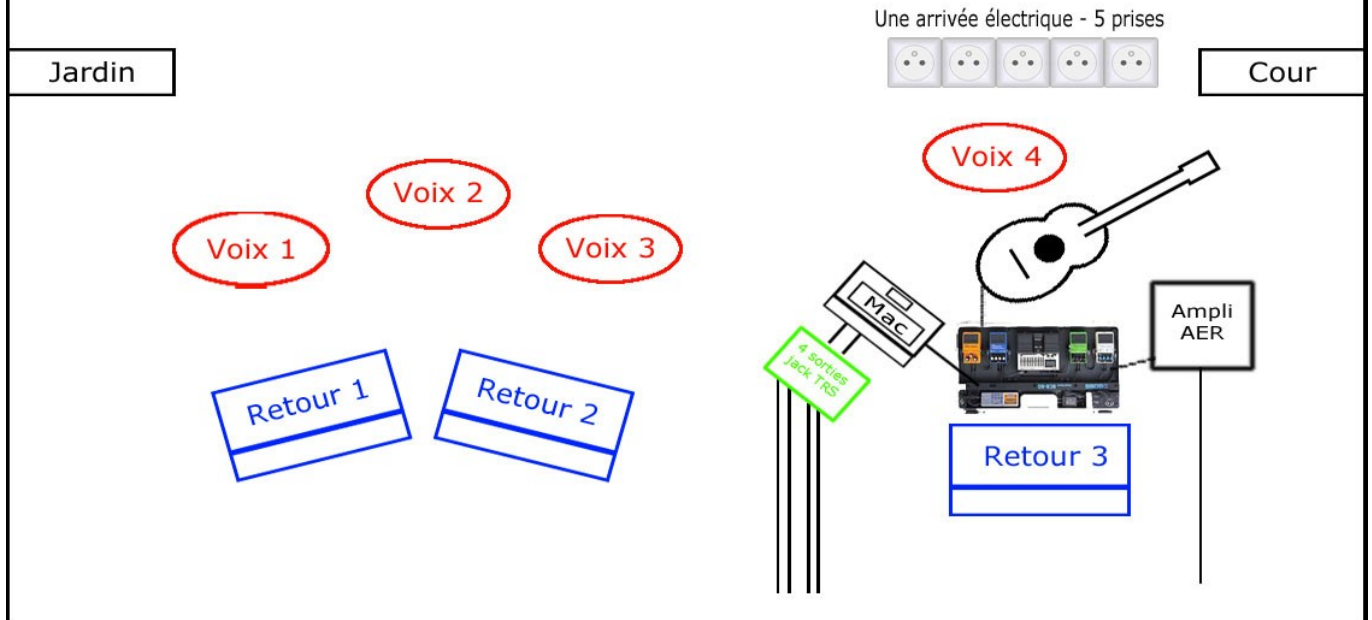 Une arrivée électrique - 5 prises
Jardin
Cour
Voix 4
Voix 2
Voix 1
Voix 3
Mac
Ampli
AER
4 sorties
jack TRS
Retour 1
Retour 2
Retour 3